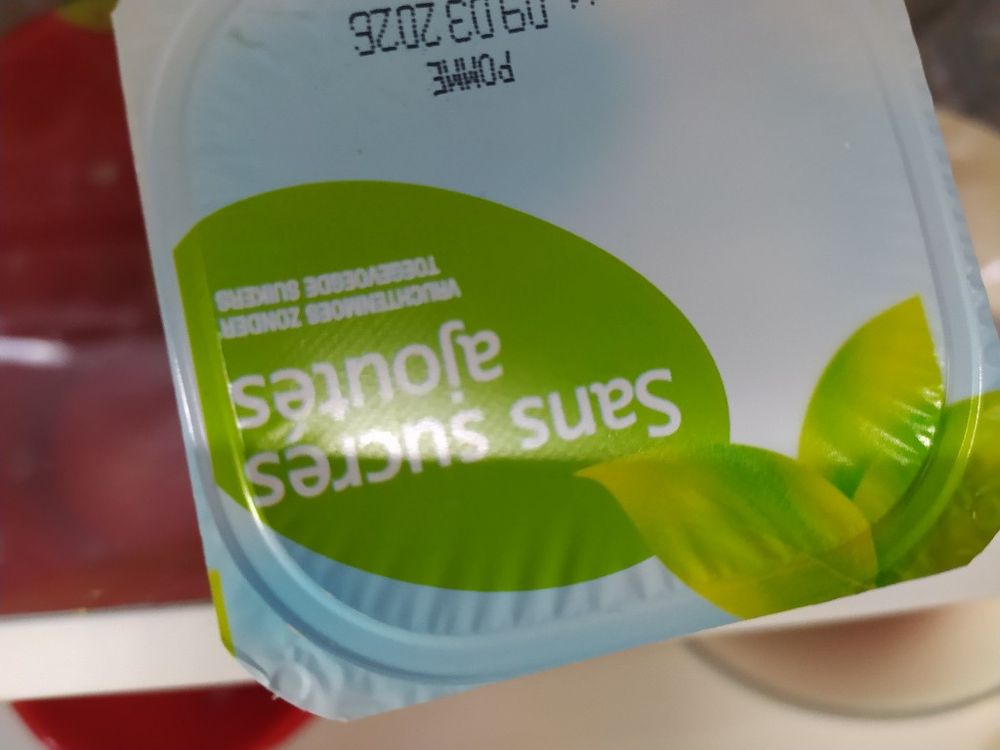 Sans sucres
ajoutés
VRUCHTENMOES ZONDER
TOEGEVOEGDE SUIKERS
POMME
09 03 2026